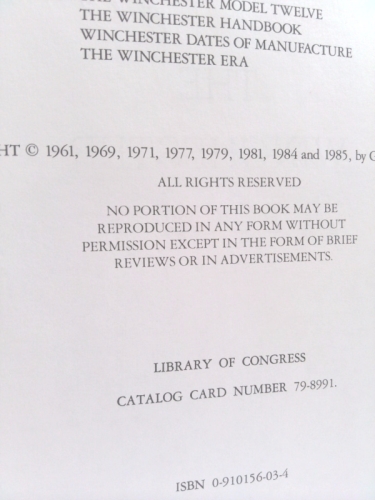 THE WINCHESTER MODEL TWELVE
THE WINCHESTER HANDBOOK
WINCHESTER DATES OF MANUFACTURE
THE WINCHESTER ERA
© 1961, 1969, 1971, 1977, 1979, 1981, 1984 and 1985, by
ALL RIGHTS RESERVED
NO PORTION OF THIS BOOK MAY BE
REPRODUCED IN ANY FORM WITHOUT
PERMISSION EXCEPT IN THE FORM OF BRIEF
REVIEWS OR IN ADVERTISEMENTS.
LIBRARY OF CONGRESS
CATALOG CARD NUMBER 79-8991.
ISBN 0-910156-03-4